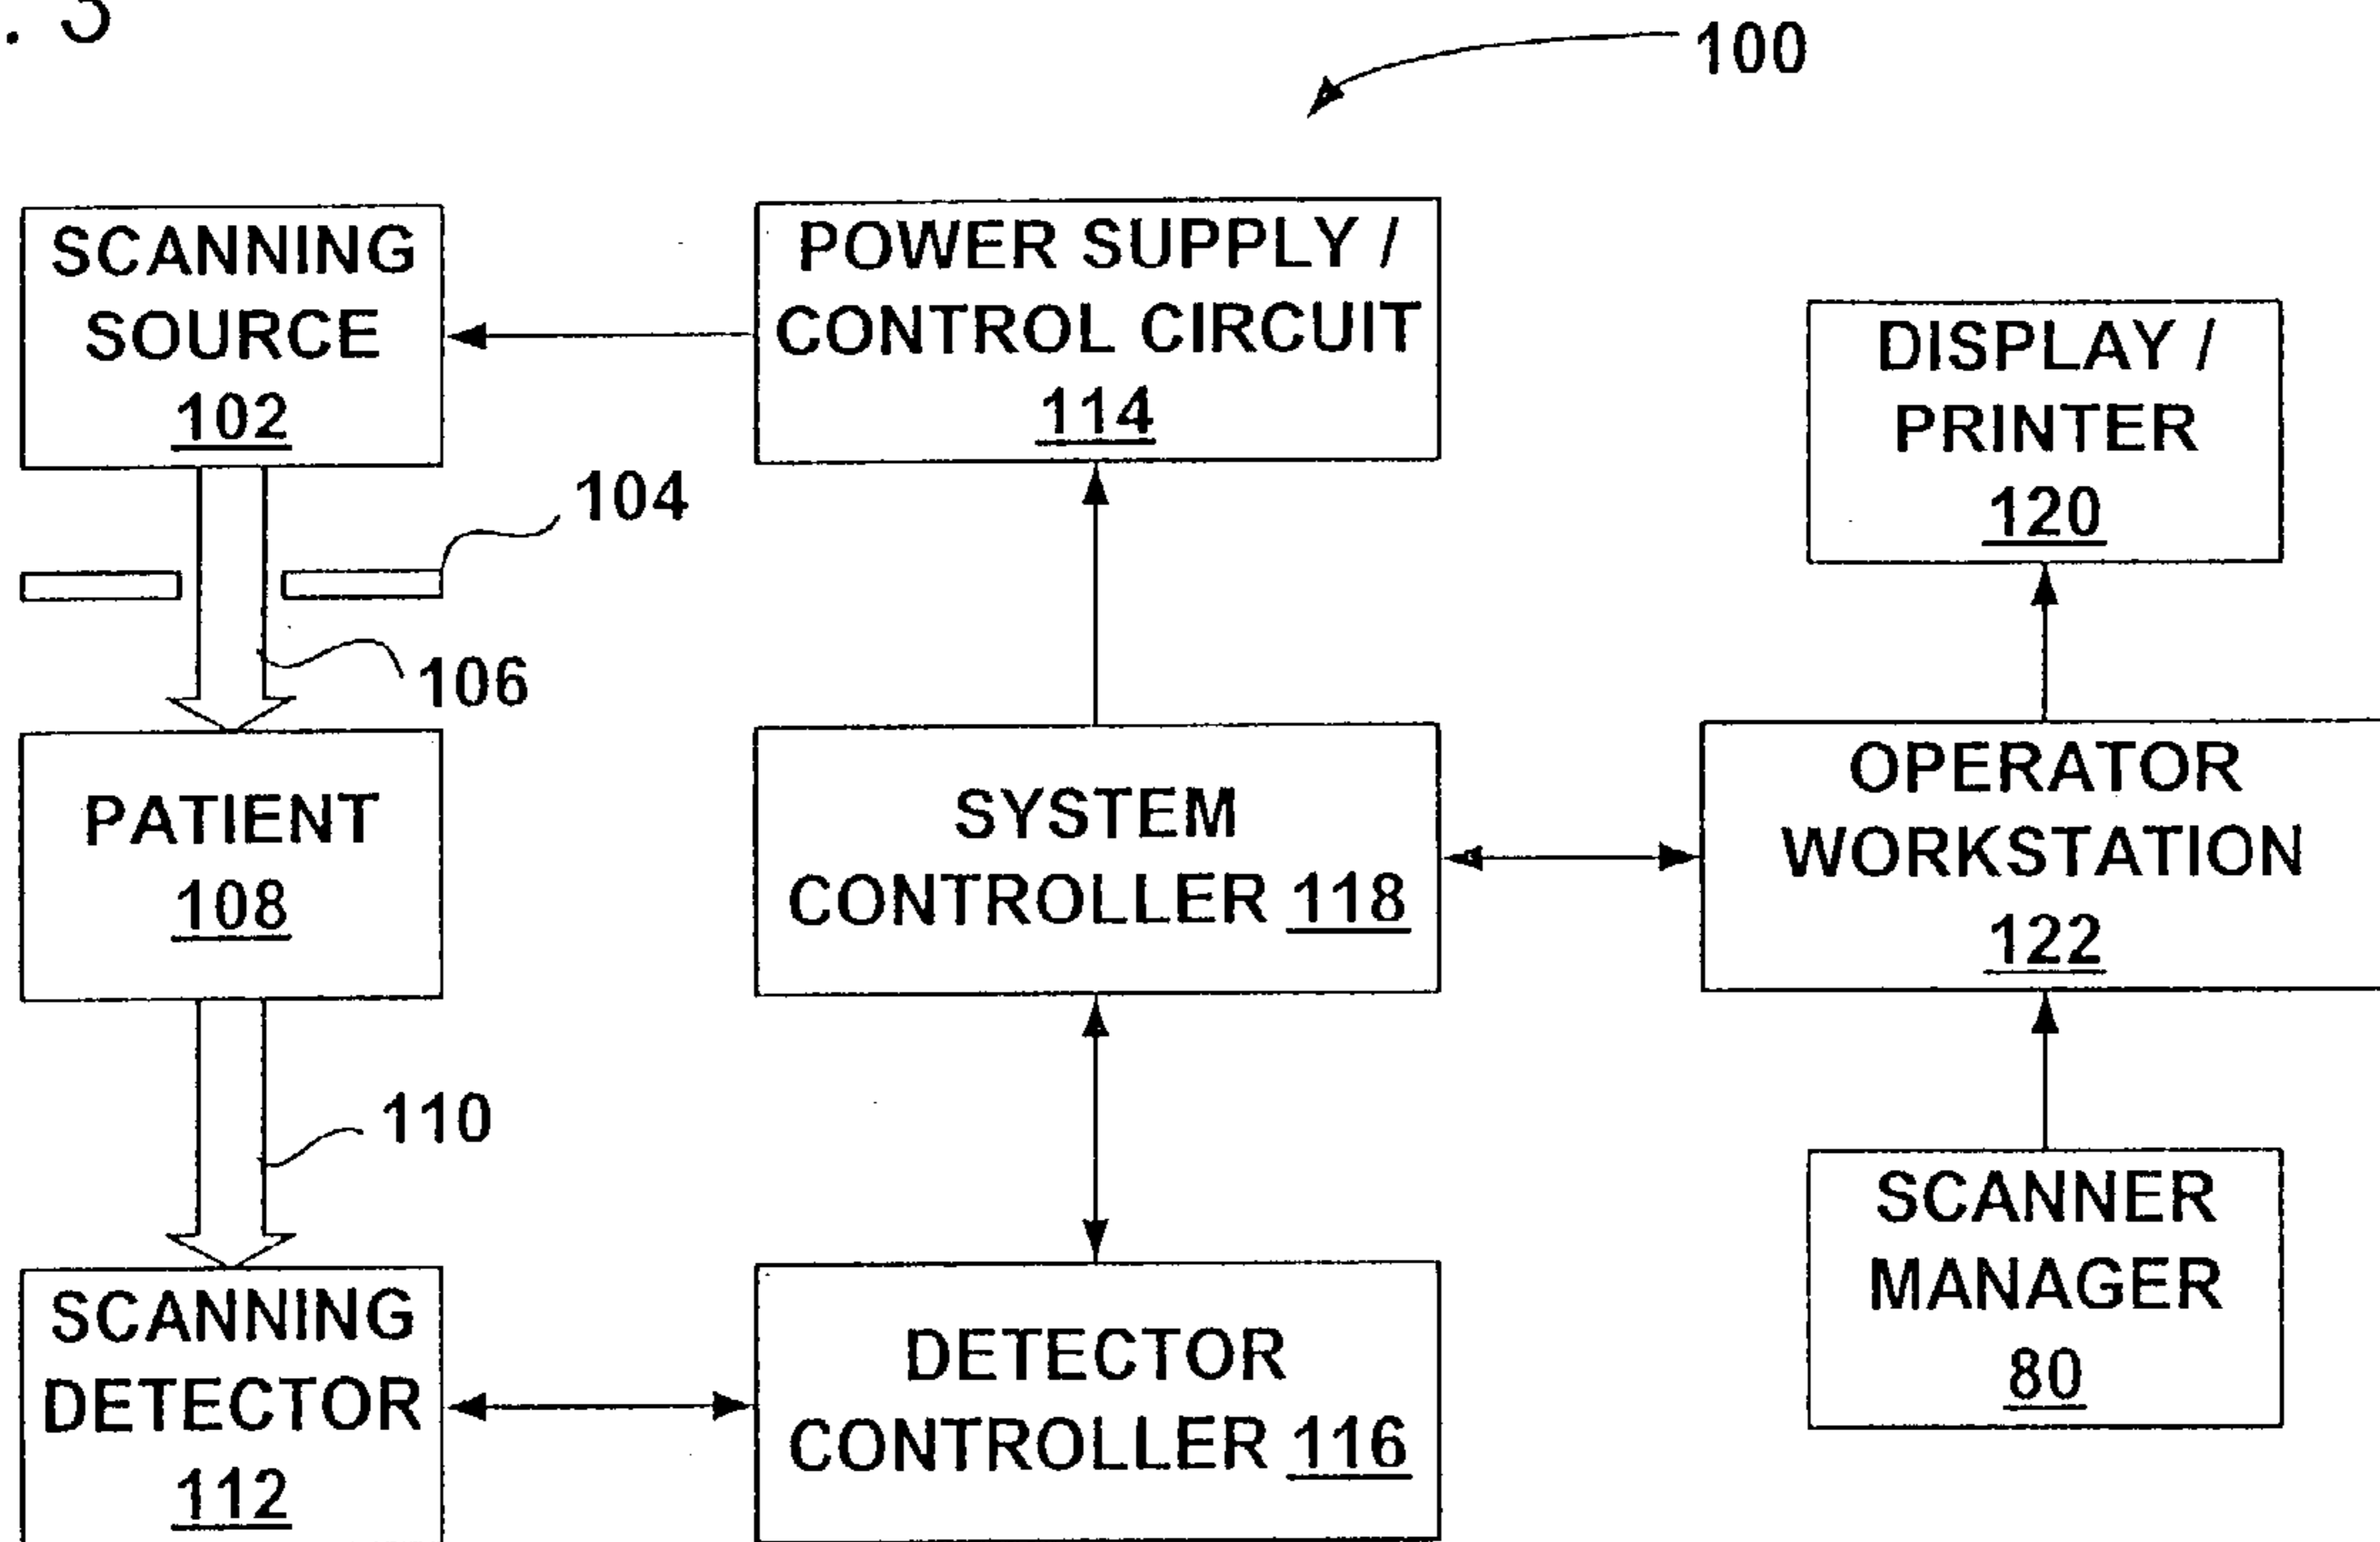 . 3
100
SCANNING
SOURCE
102
POWER SUPPLY /
CONTROL CIRCUIT
114
DISPLAY /
PRINTER
120
104
106
PATIENT
108
SYSTEM
CONTROLLER 118
OPERATOR
WORKSTATION
122
110
SCANNING
DETECTOR
112
DETECTOR
CONTROLLER 116
SCANNER
MANAGER
80